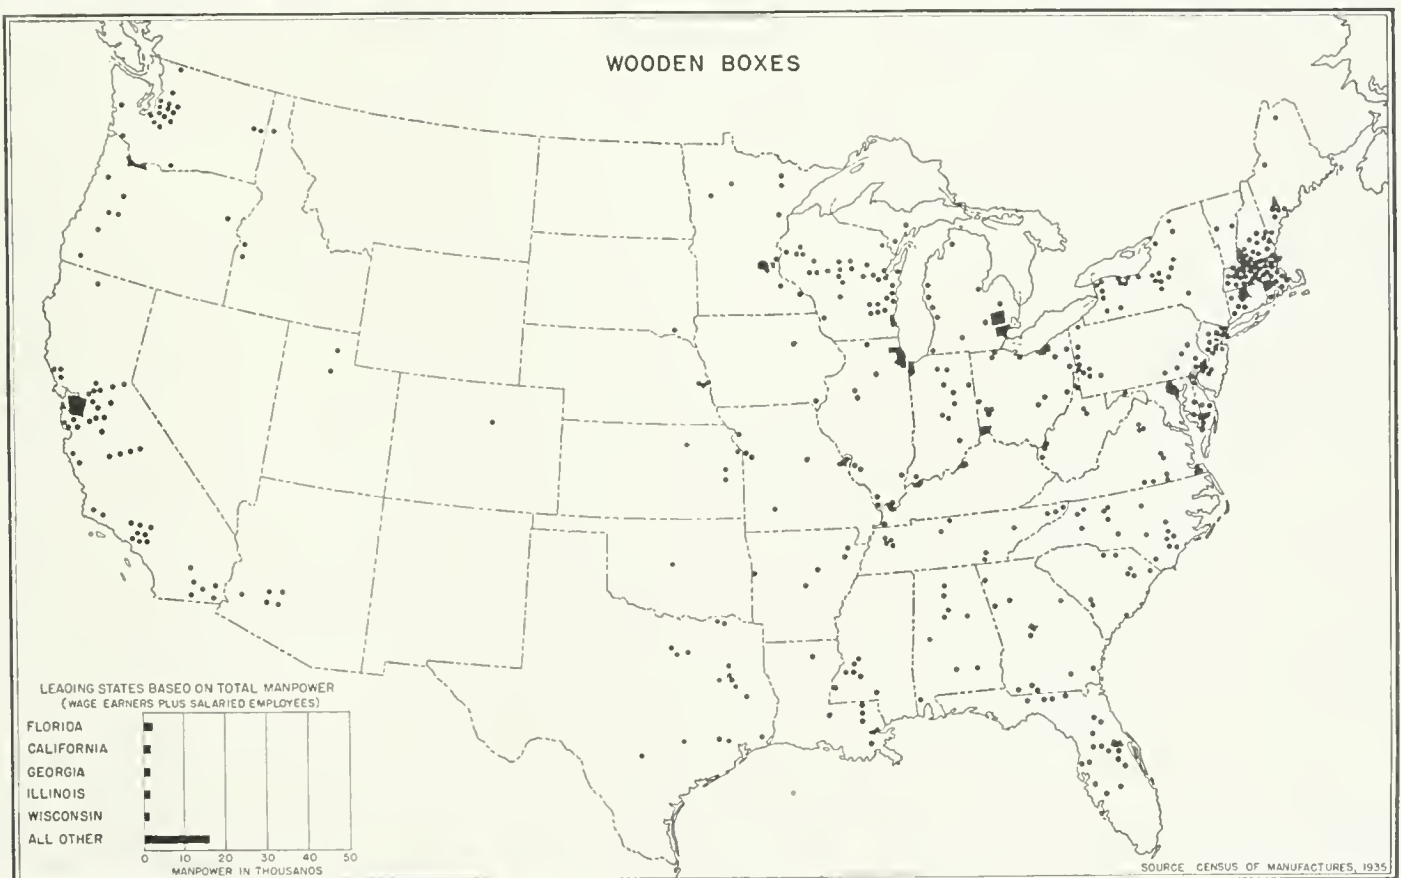 WOODEN BOXES
LEADING STATES BASED ON TOTAL MANPOWER
(WAGE EARNERS PLUS SALARIED EMPLOYEES)
FLORIDA
CALIFORNIA
GEORGIA
ILLINOIS
WISCONSIN
ALL OTHER
0 10 20 30 40 50
MANPOWER IN THOUSANDS
SOURCE CENSUS OF MANUFACTURES, 1935